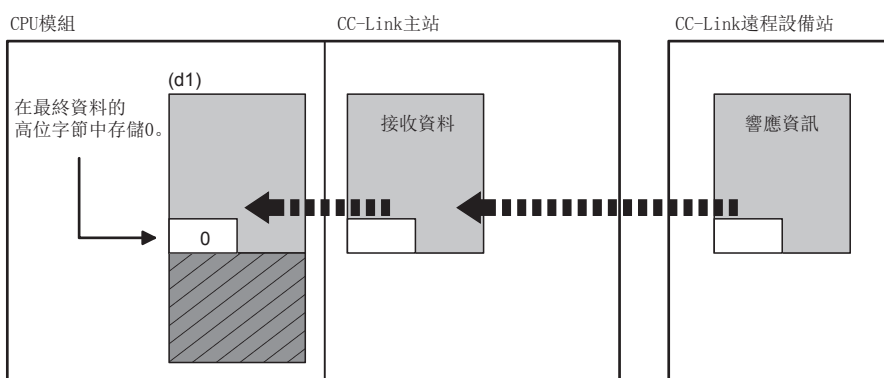 CPU模組
CC-Link主站
CC-Link遠程設備站
(d1)
在最終資料的
高位字節中存儲0。
接收資料
響應資訊
0